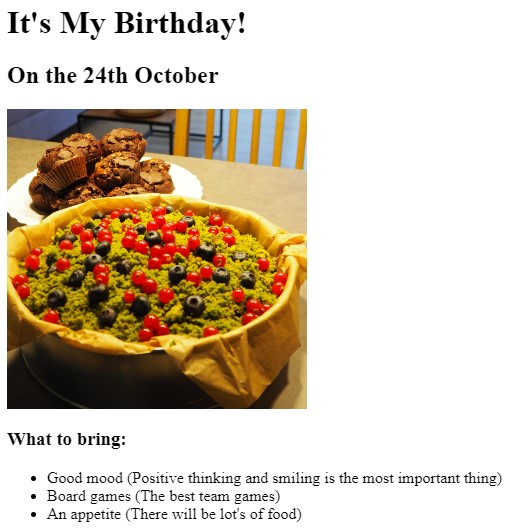 It's My Birthday!
On the 24th October
What to bring:
Good mood (Positive thinking and smiling is the most important thing)
Board games (The best team games)
An appetite (There will be lot's of food)